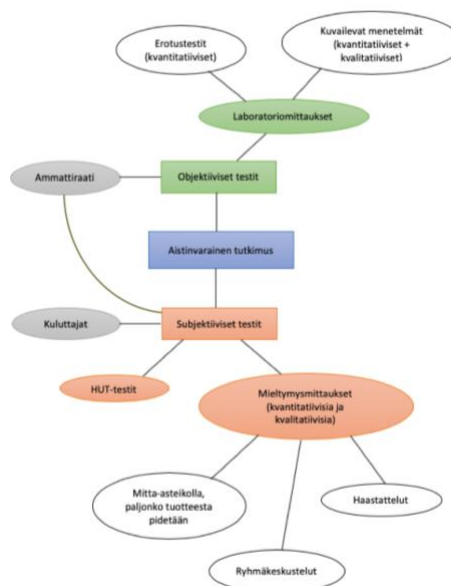 Erotustestit
(kvantitatiiviset)
Kuvailevat menetelmät
(kvantitatiiviset +
kvalitatiiviset)
Laboratoriomittaukset
Ammattiraati
Objektiiviset testit
Aistinvarainen tutkimus
Kuluttajat
Subjektiiviset testit
HUT-testit
Mieltymysmittaukset
(kvantitatiivisia ja
kvalitatiivisia)
Mitta-asteikolla,
paljonko tuotteesta
pidetään
Haastattelut
Ryhmäkeskustelut